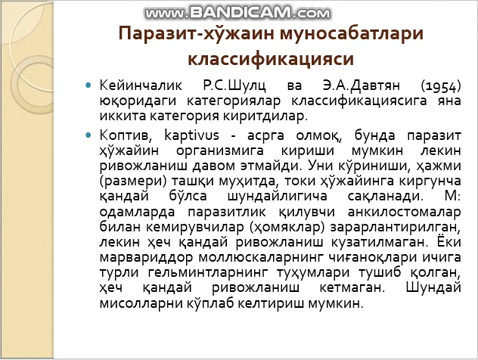 www.BANDICAM.com
Паразит-хўжаин муносабатлари
классификацияси
Кейинчалик Р.С.Шулц ва Э.А.Давтян (1954)
юқоридаги категориялар классификациясига яна
иккита категория киритдилар.
Коптив, kaptivus - асрга олмоқ, бунда паразит
ҳўжайин организмига кириши мумкин лекин
ривожланиш давом этмайди. Уни кўриниши, ҳажми
(размери) ташқи муҳитда, токи ҳўжайинга киргунча
қандай бўлса шундайлигича сақланади. М:
одамларда паразитлик қилувчи анкилостомалар
билан кемирувчилар (ҳомяклар) зарарлантирилган,
лекин ҳеч қандай ривожланиш кузатилмаган. Ёки
марвариддор моллюскаларнинг чиғаноқлари ичига
турли гельминтларнинг туҳумлари тушиб қолган,
ҳеч қандай ривожланиш кетмаган. Шундай
мисолларни кўплаб келтириш мумкин.